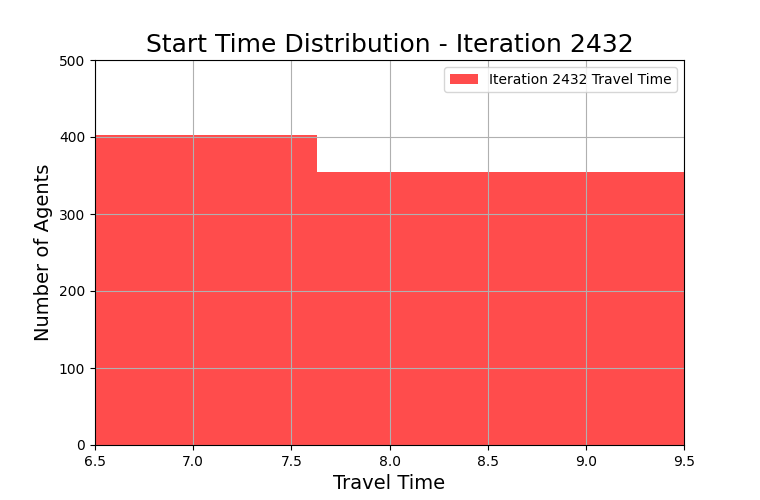 Start Time Distribution - Iteration 2432
Iteration 2432 Travel Time
Number of Agents
500
400
300
200
100
0
6.5 7.0 7.5 8.0 8.5 9.0 9.5
Travel Time